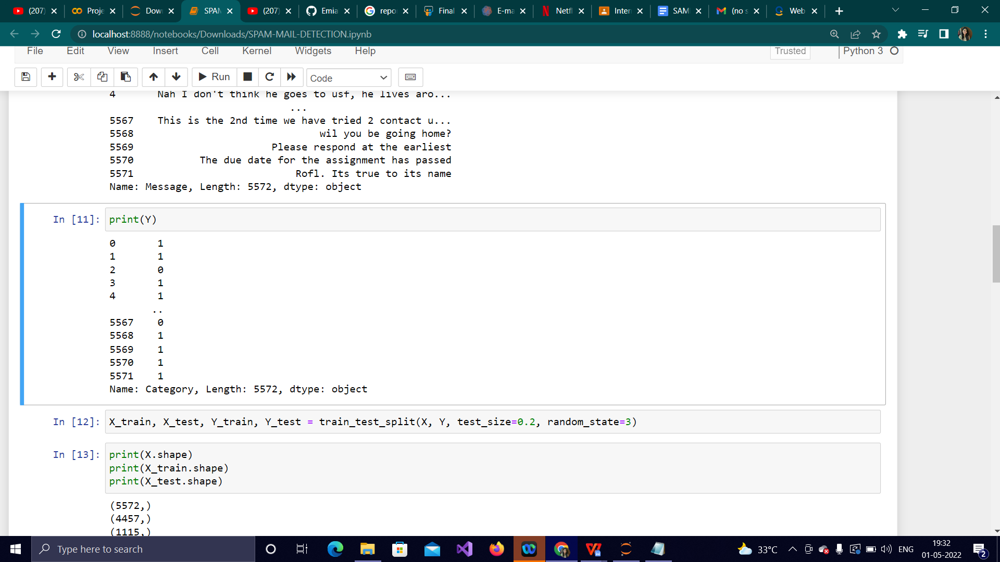 (207) Proje Down SPAM (207) Emia repo Final E-ma Netfl Inter SAM (no s Web
localhost:8888/notebooks/Downloads/SPAM-MAIL-DETECTION.ipynb
File Edit View Insert Cell Kernel Widgets Help Trusted Python 3
Run Code
4 Nah I don't think he goes to usf, he lives aro...
...
5567 This is the 2nd time we have tried 2 contact u...
5568 wil you be going home?
5569 Please respond at the earliest
5570 The due date for the assignment has passed
5571 Rofl. Its true to its name
Name: Message, Length: 5572, dtype: object
In [11]: print(Y)
0 1
1 1
2 0
3 1
4 1
..
5567 0
5568 1
5569 1
5570 1
5571 1
Name: Category, Length: 5572, dtype: object
In [12]: X_train, X_test, Y_train, Y_test = train_test_split(X, Y, test_size=0.2, random_state=3)
In [13]: print(X.shape)
print(X_train.shape)
print(X_test.shape)
(5572,)
(4457,)
(1115,)
Type here to search
33°C ENG
19:32
01-05-2022
2